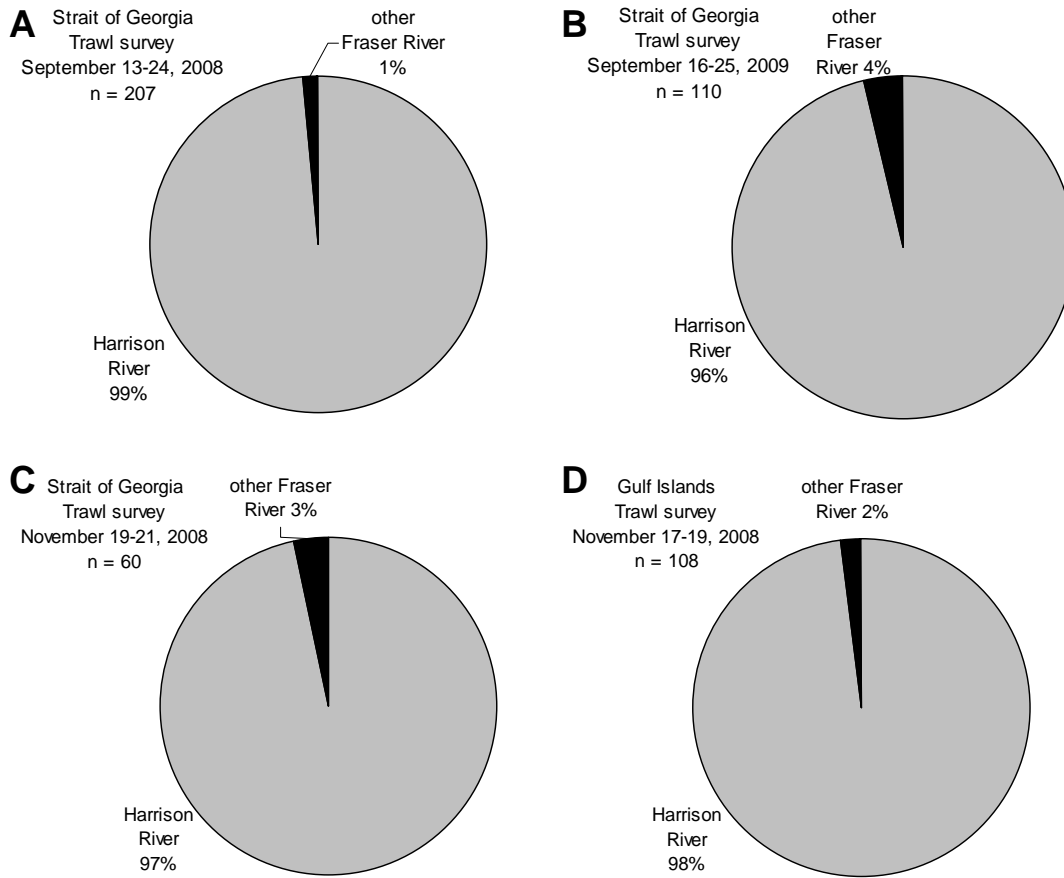 A
Strait of Georgia
Trawl survey
September 13-24, 2008
n = 207
other
Fraser River
1%
Harrison
River
99%
B
Strait of Georgia
Trawl survey
September 16-25, 2009
n = 110
other
Fraser
River 4%
Harrison
River
96%
C
Strait of Georgia
Trawl survey
November 19-21, 2008
n = 60
other Fraser
River 3%
Harrison
River
97%
D
Gulf Islands
Trawl survey
November 17-19, 2008
n = 108
other Fraser
River 2%
Harrison
River
98%